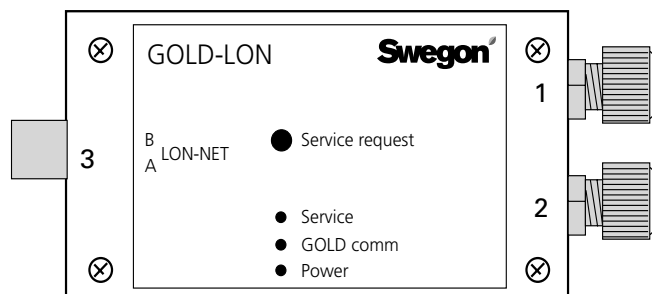 GOLD-LON
Swegon
1
B
A
LON-NET
Service request
3
2
Service
GOLD comm
Power